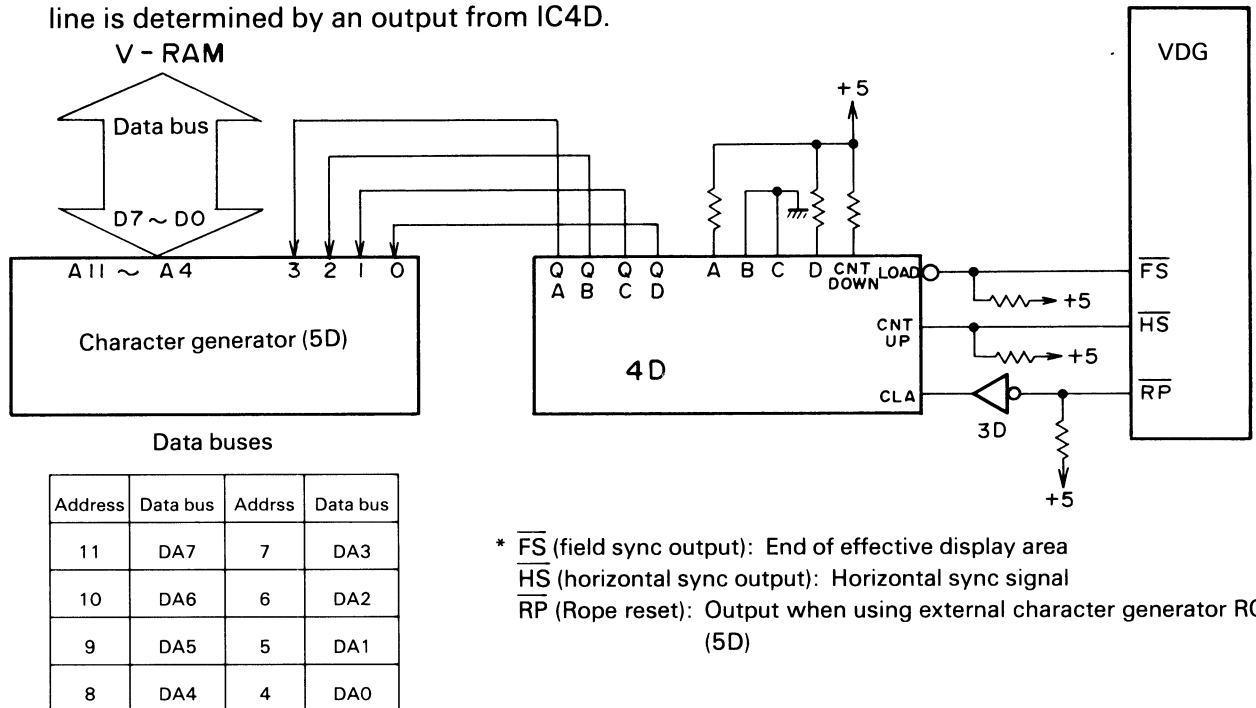 line is determined by an output from IC4D.
V - RAM
Data bus
D7 ~ D0
A11 ~ A4 3 2 1 0
Character generator (5D)
+5
Q Q Q Q
A B C D
A B C D CNT DOWN LOAD
CNT UP
4D
CLA
3D
+5
+5
+5
VDG
FS
HS
RP
Data buses
Address Data bus Addrss Data bus
11 DA7 7 DA3
10 DA6 6 DA2
9 DA5 5 DA1
8 DA4 4 DA0
* FS (field sync output): End of effective display area
HS (horizontal sync output): Horizontal sync signal
RP (Rope reset): Output when using external character generator
(5D)